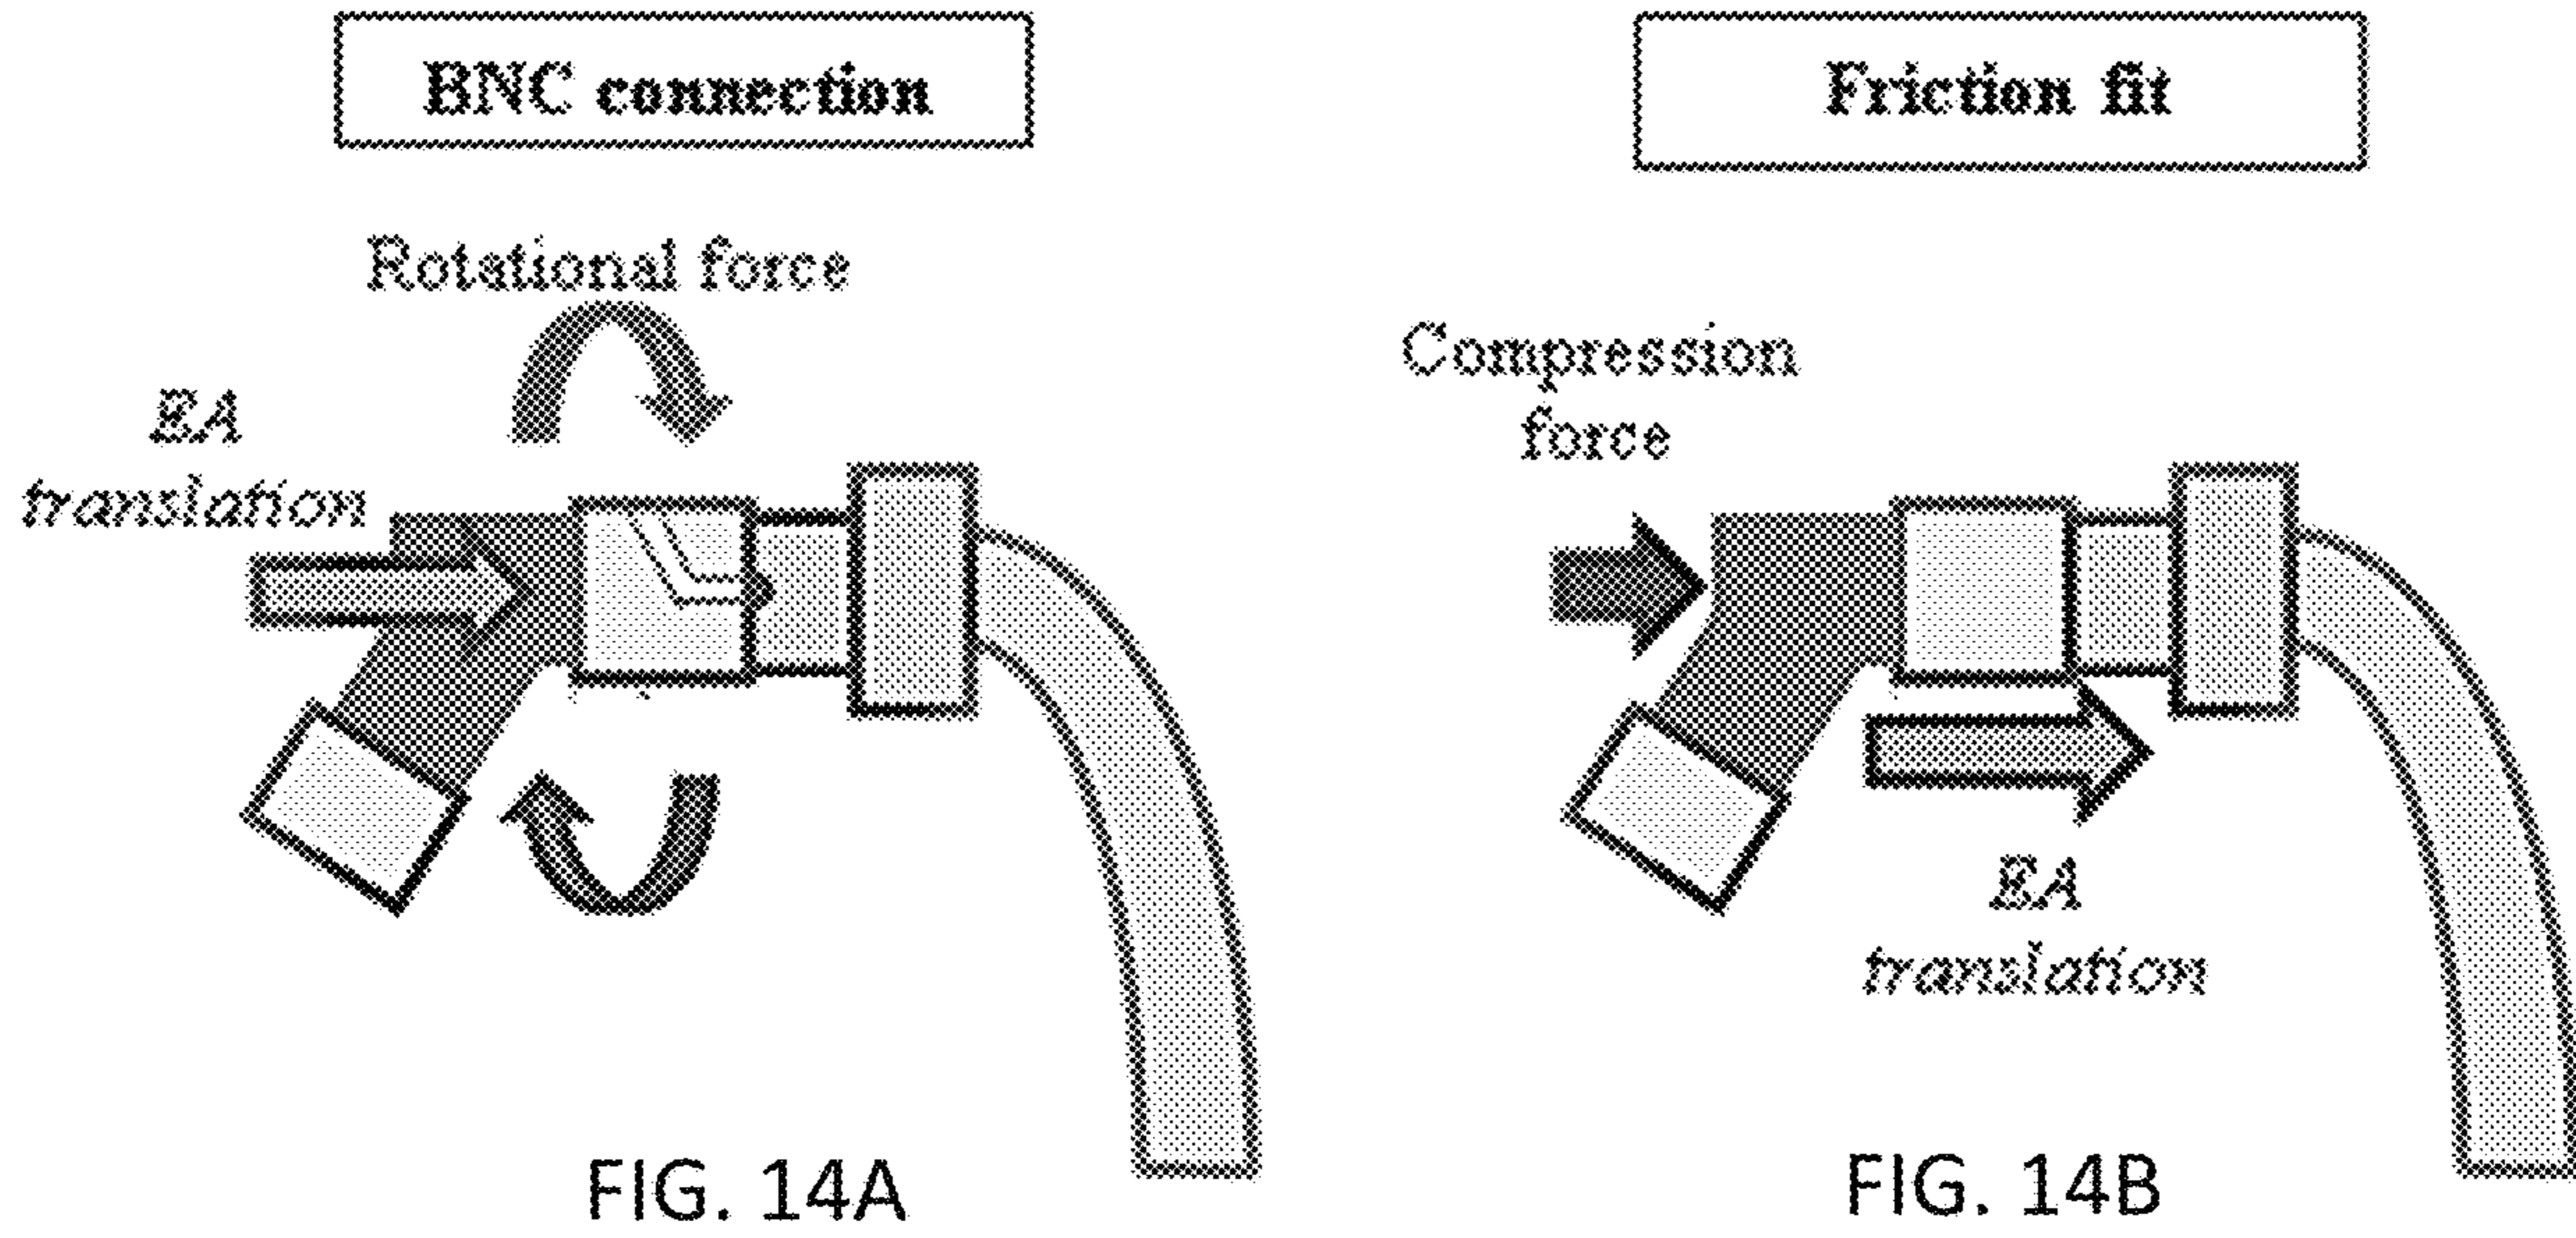 BNC connection
Friction fit
Rotational force
EA
translation
Compression
force
EA
translation
FIG. 14A
FIG. 14B